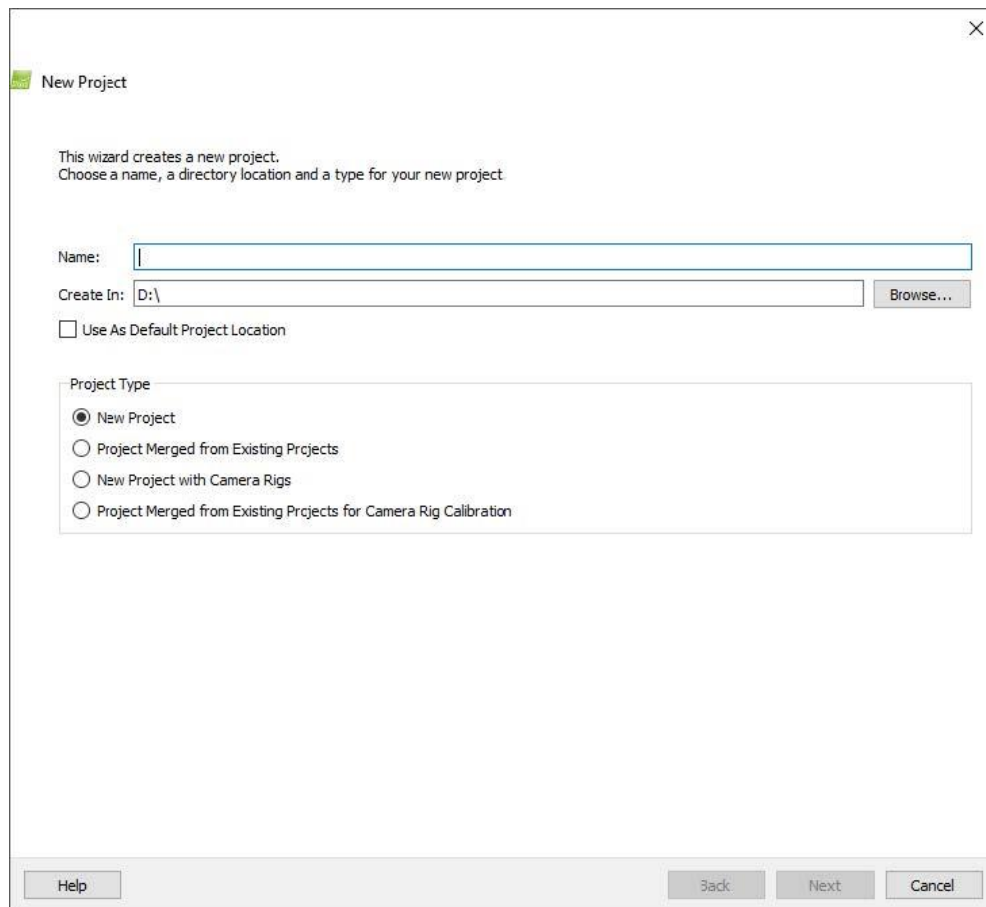 New Project
This wizard creates a new project.
Choose a name, a directory location and a type for your new project
Name:
Create In: D:\ Browse...
Use As Default Project Location
Project Type
New Project
Project Merged from Existing Projects
New Project with Camera Rigs
Project Merged from Existing Projects for Camera Rig Calibration
Help Back Next Cancel